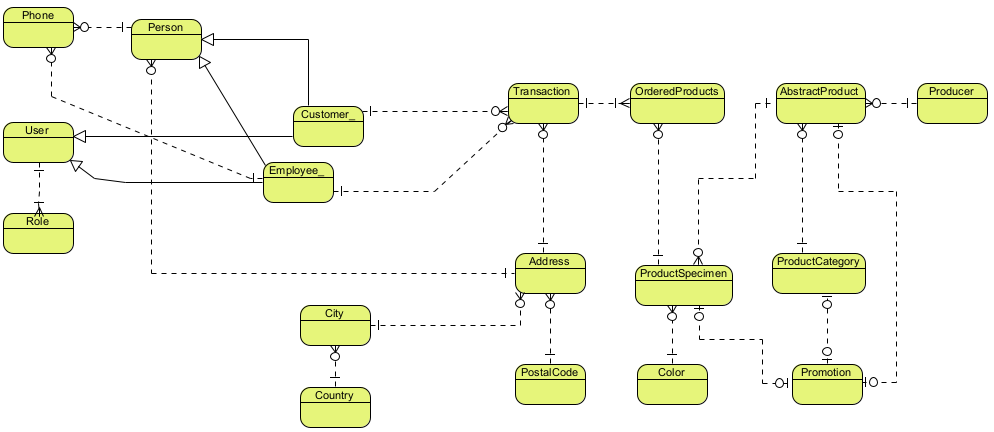 Phone
Person
Transaction
OrderedProducts
AbstractProduct
Producer
Customer_
User
Employee_
Role
Address
ProductSpecimen
ProductCategory
City
PostalCode
Color
Promotion
Country